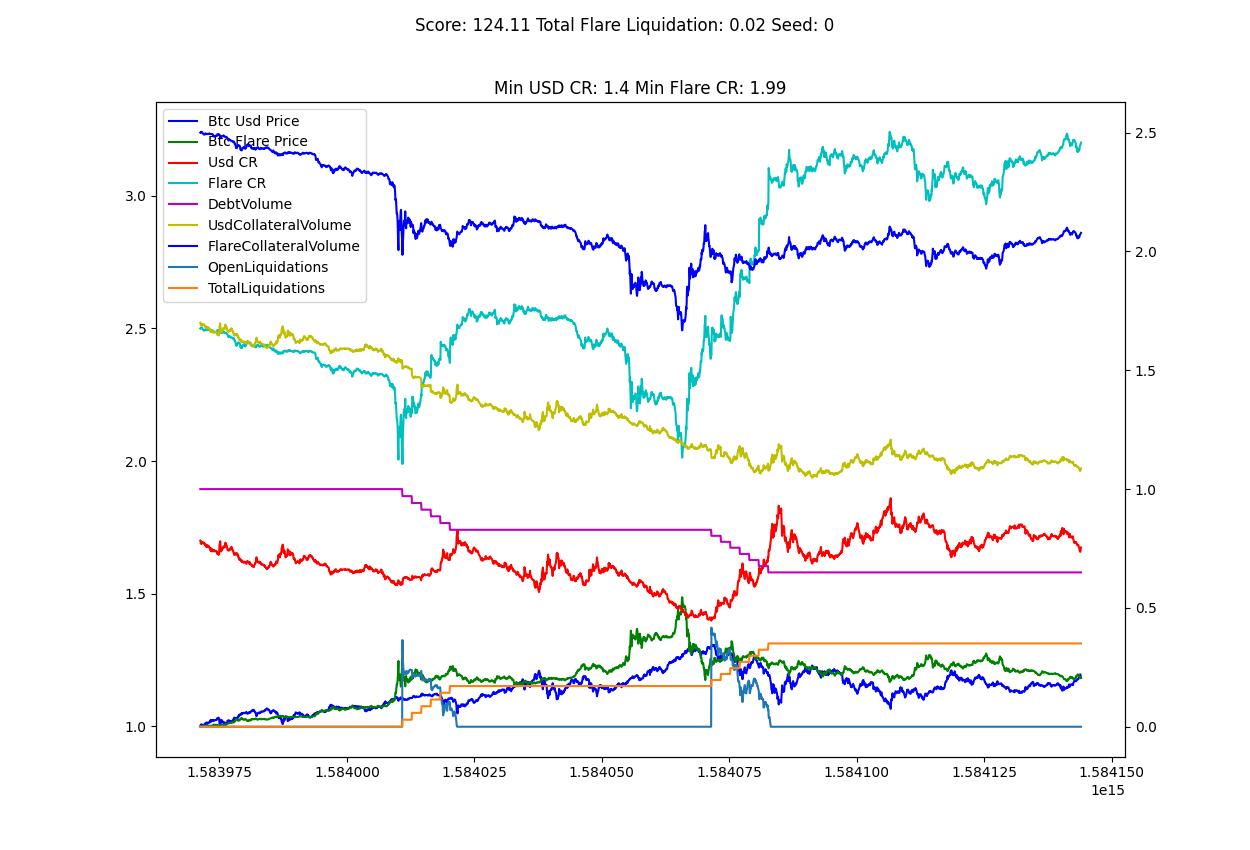 Score: 124.11 Total Flare Liquidation: 0.02 Seed: 0
Min USD CR: 1.4 Min Flare CR: 1.99
Btc Usd Price
Btc Flare Price
Usd CR
Flare CR
DebtVolume
UsdCollateralVolume
FlareCollateralVolume
OpenLiquidations
TotalLiquidations
3.0
2.5
2.0
1.5
1.0
2.5
2.0
1.5
1.0
0.5
0.0
1.583975 1.584000 1.584025 1.584050 1.584075 1.584100 1.584125 1.584150
1e15